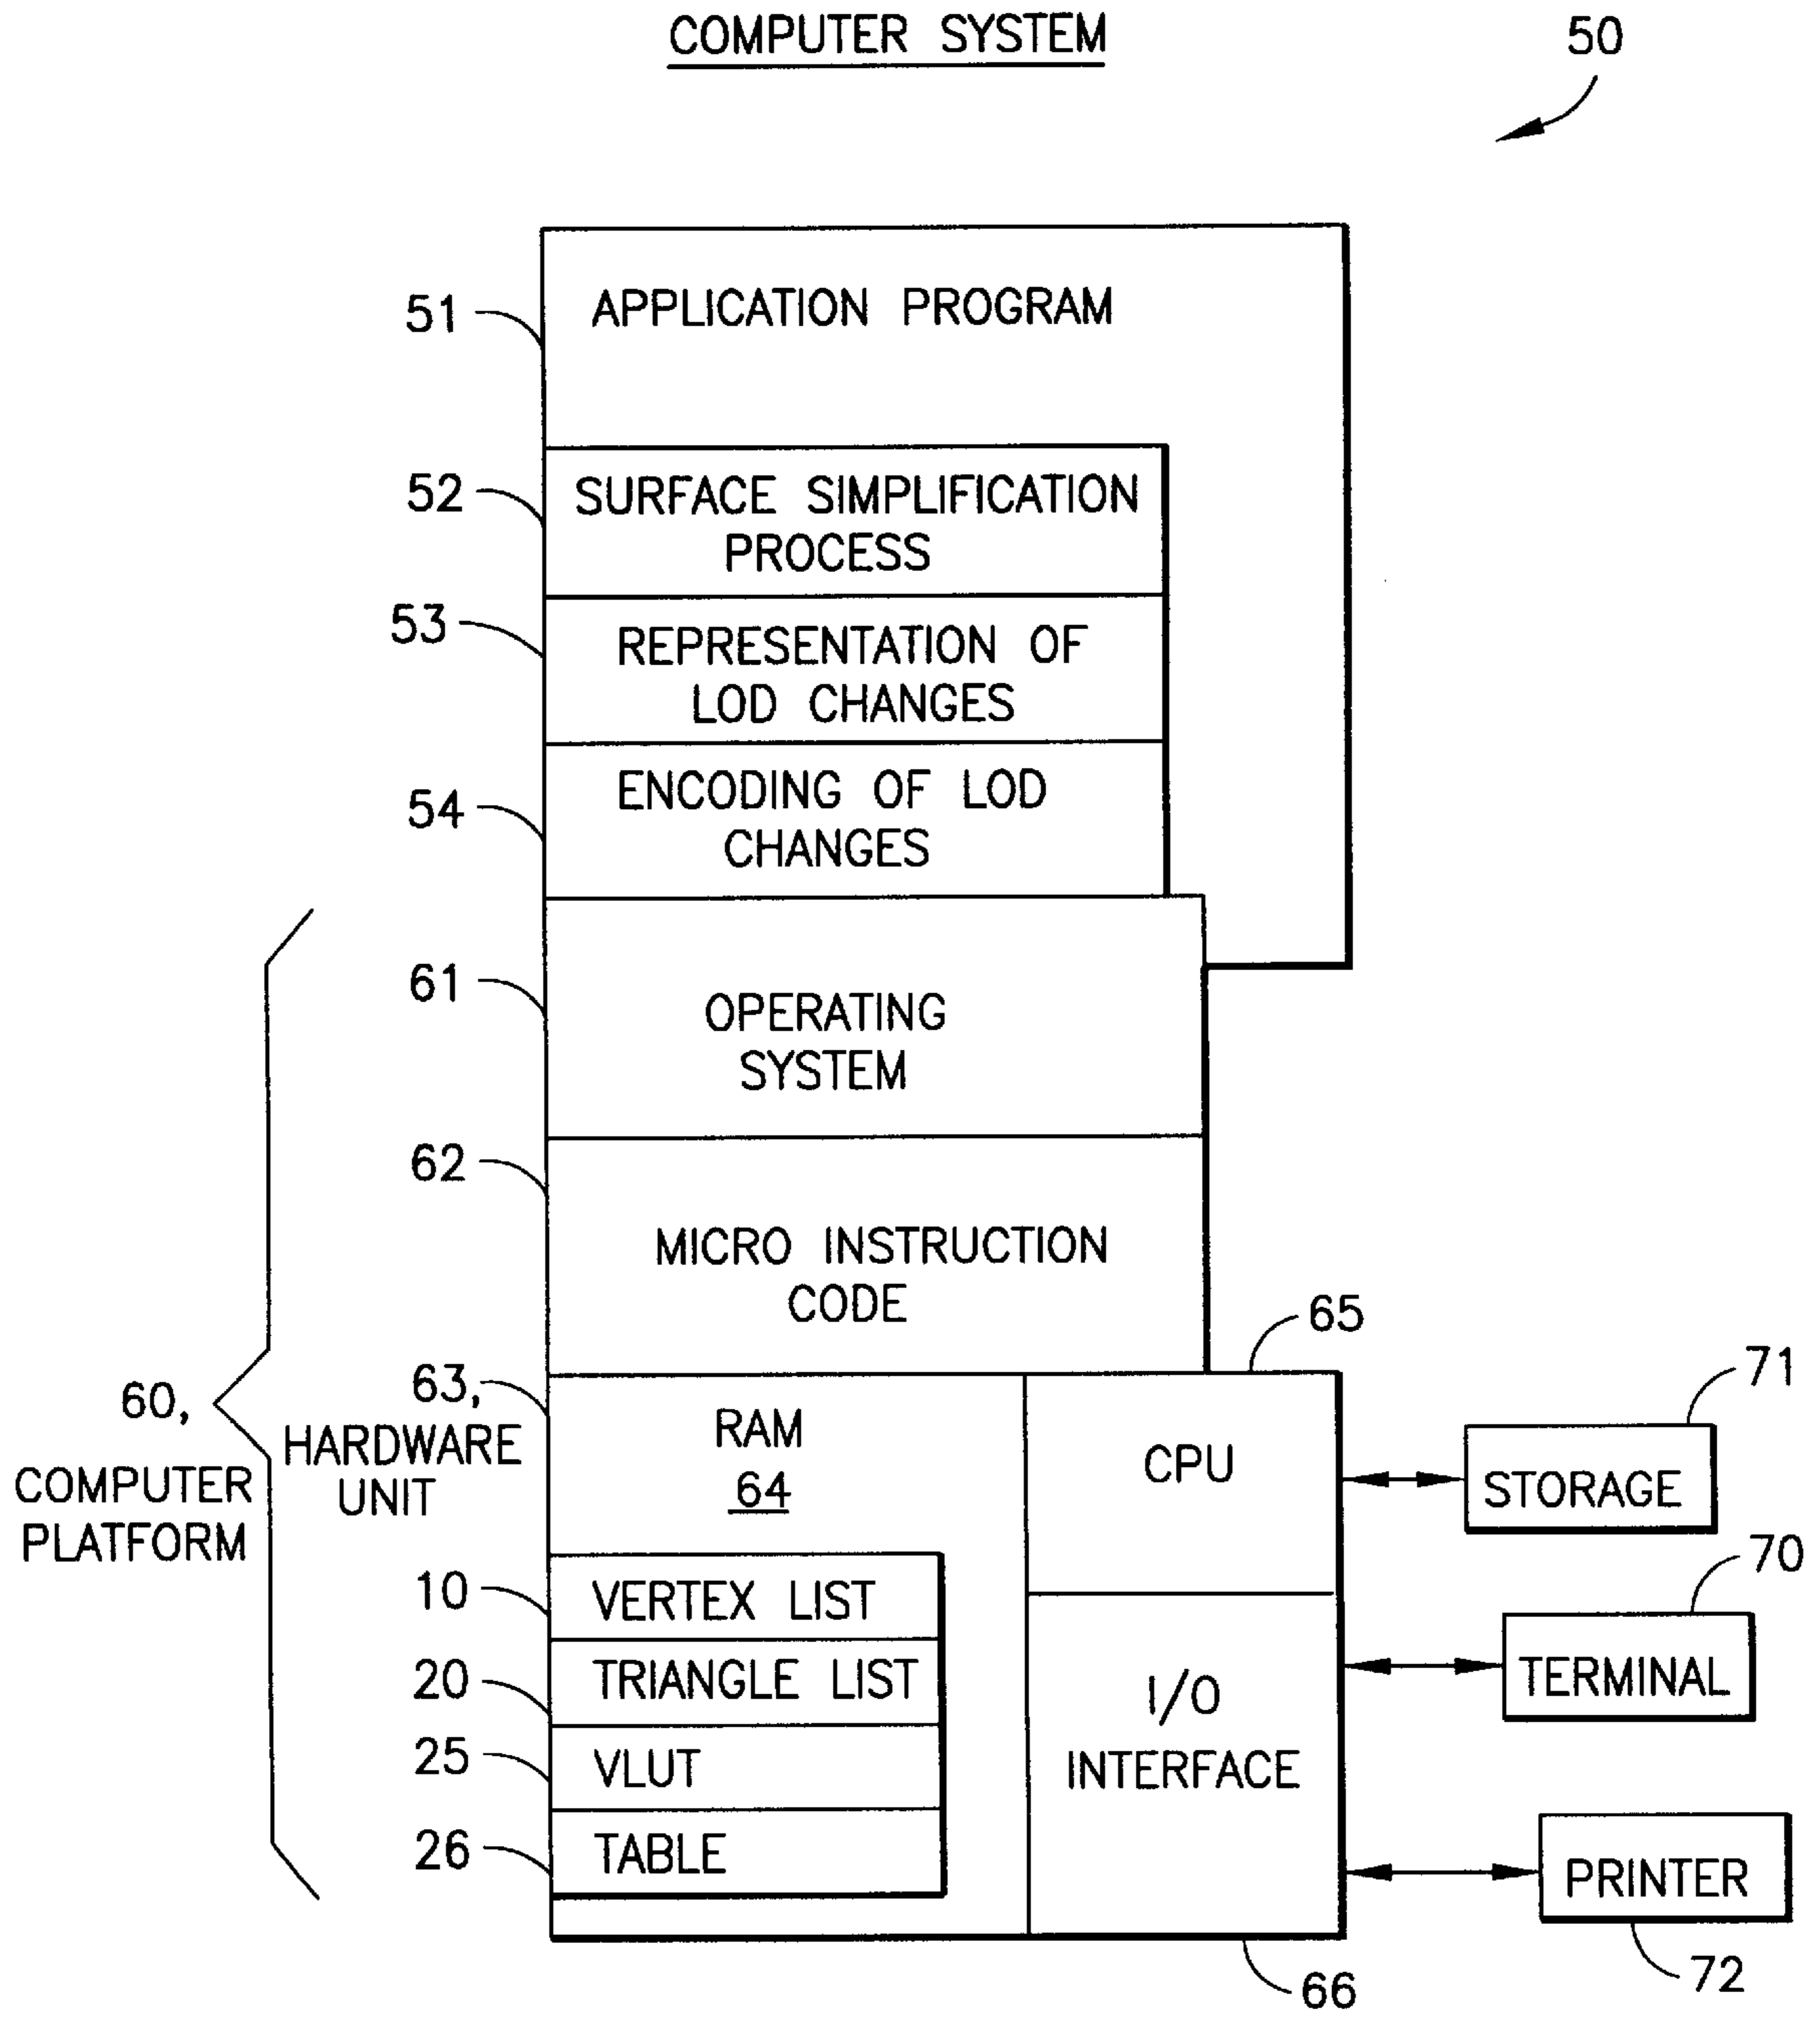 COMPUTER SYSTEM
50
51
APPLICATION PROGRAM
52
SURFACE SIMPLIFICATION
PROCESS
53
REPRESENTATION OF
LOD CHANGES
54
ENCODING OF LOD
CHANGES
61
OPERATING
SYSTEM
62
MICRO INSTRUCTION
CODE
60,
COMPUTER
PLATFORM
63,
HARDWARE
UNIT
RAM
64
65
CPU
71
STORAGE
10
VERTEX LIST
20
TRIANGLE LIST
25
VLUT
26
TABLE
I/O
INTERFACE
70
TERMINAL
PRINTER
66
72